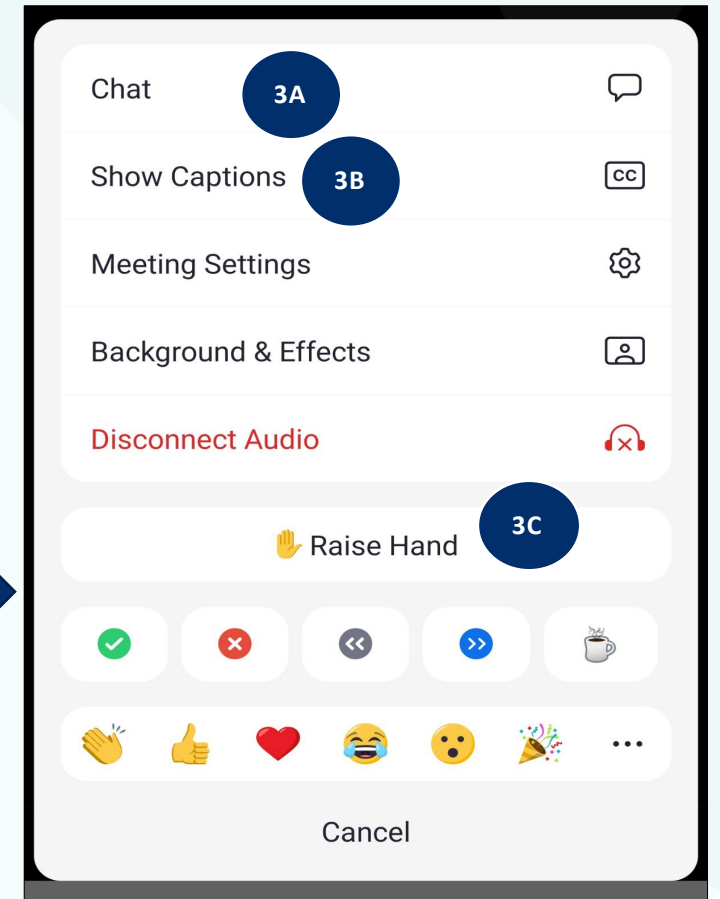 Chat 3A
Show Captions 3B CC
Meeting Settings
Background & Effects
Disconnect Audio
Raise Hand 3C
Cancel